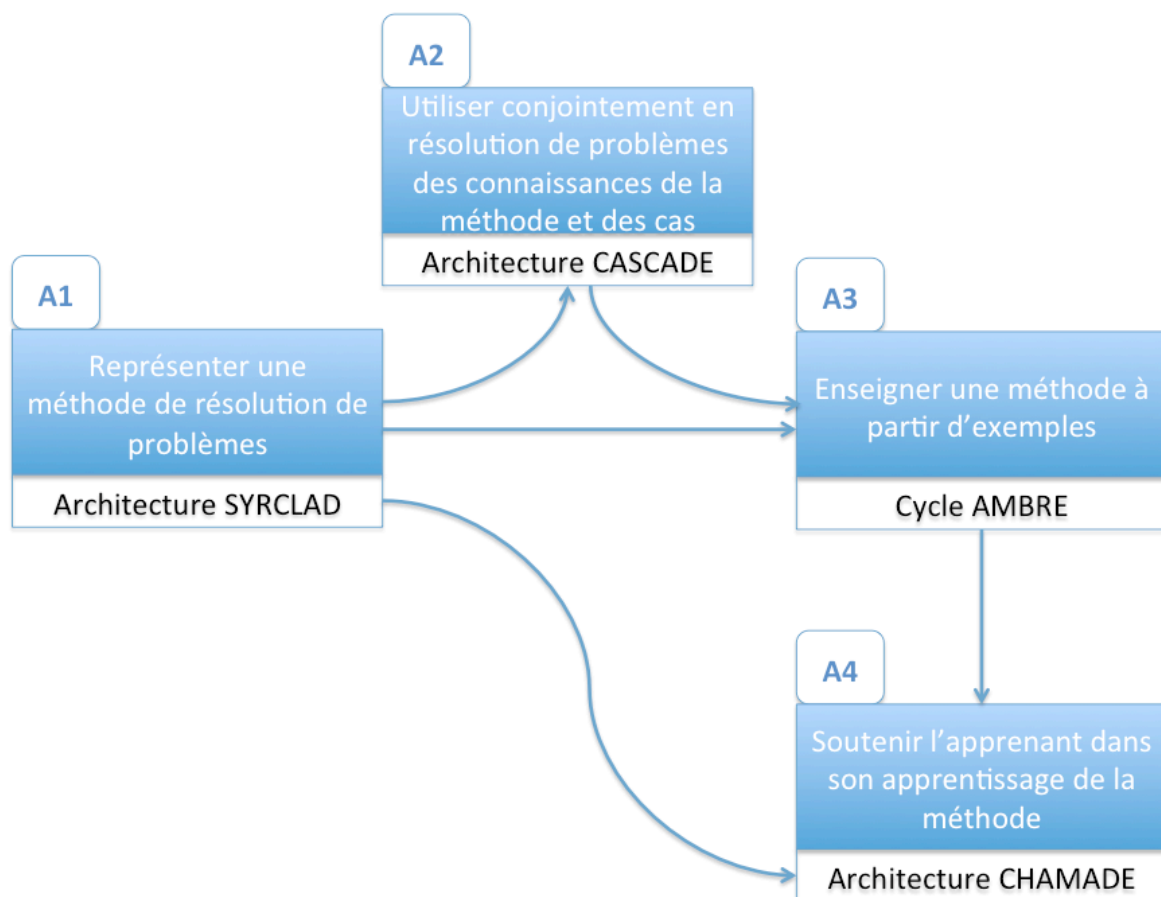 A2
Utiliser conjointement en
résolution de problèmes
des connaissances de la
méthode et des cas
Architecture CASCADE
A1
Représenter une
méthode de résolution de
problèmes
Architecture SYRCLAD
A3
Enseigner une méthode à
partir d'exemples
Cycle AMBRE
A4
Soutenir l'apprenant dans
son apprentissage de la
méthode
Architecture CHAMADE